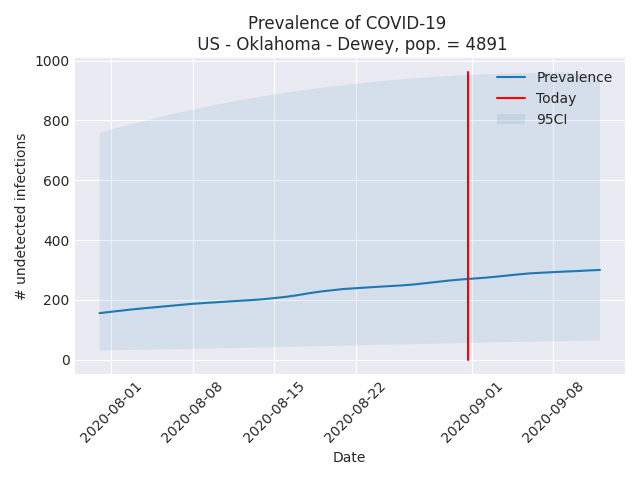 Prevalence of COVID-19
US - Oklahoma - Dewey, pop. = 4891
Prevalence
Today
95CI
# undetected infections
1000
800
600
400
200
0
2020-08-01
2020-08-08
2020-08-15
2020-08-22
2020-09-01
2020-09-08
Date